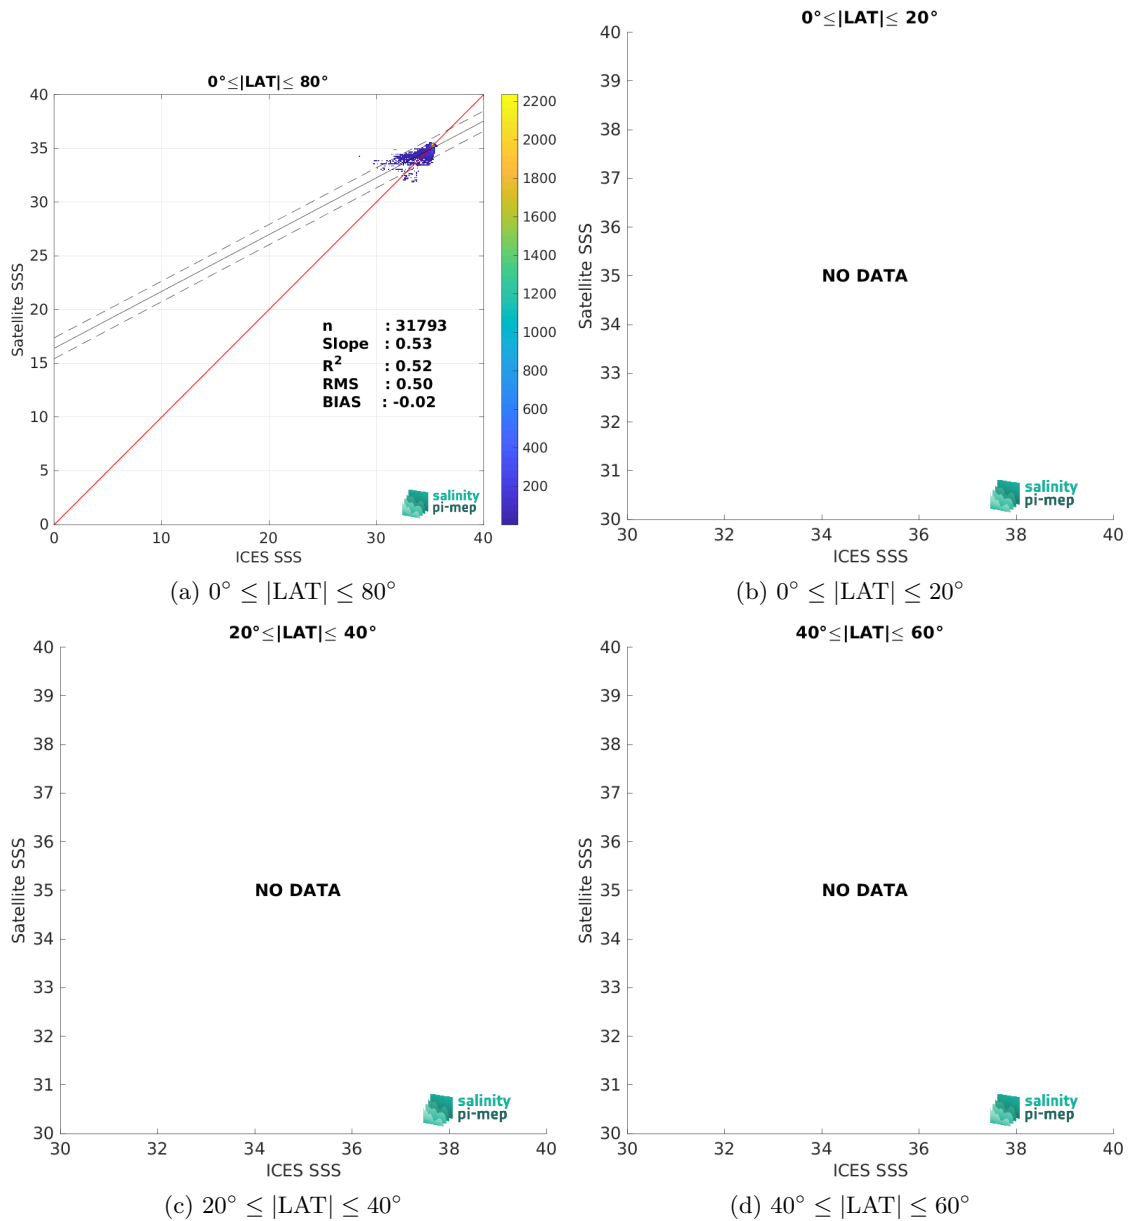 0°≤|LAT|≤ 80°
40
35
30
25
20
15
10
5
0
Satellite SSS
n : 31793
Slope : 0.53
R² : 0.52
RMS : 0.50
BIAS : -0.02
salinity
pi-mep
0 10 20 30 40
ICES SSS
2200
2000
1800
1600
1400
1200
1000
800
600
400
200
(a) 0° ≤ |LAT| ≤ 80°
0°≤|LAT|≤ 20°
40
39
38
37
36
35
34
33
32
31
30
Satellite SSS
NO DATA
salinity
pi-mep
30 32 34 36 38 40
ICES SSS
(b) 0° ≤ |LAT| ≤ 20°
20°≤|LAT|≤ 40°
40
39
38
37
36
35
34
33
32
31
30
Satellite SSS
NO DATA
salinity
pi-mep
30 32 34 36 38 40
ICES SSS
(c) 20° ≤ |LAT| ≤ 40°
40°≤|LAT|≤ 60°
40
39
38
37
36
35
34
33
32
31
30
Satellite SSS
NO DATA
salinity
pi-mep
30 32 34 36 38 40
ICES SSS
(d) 40° ≤ |LAT| ≤ 60°